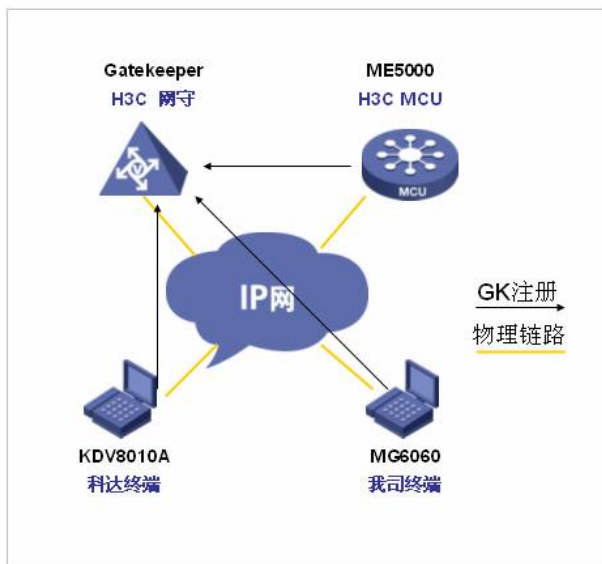 Gatekeeper
H3C 网守
ME5000
H3C MCU
V
MCU
IP网
GK注册
物理链路
KDV8010A
科达终端
MG6060
我司终端